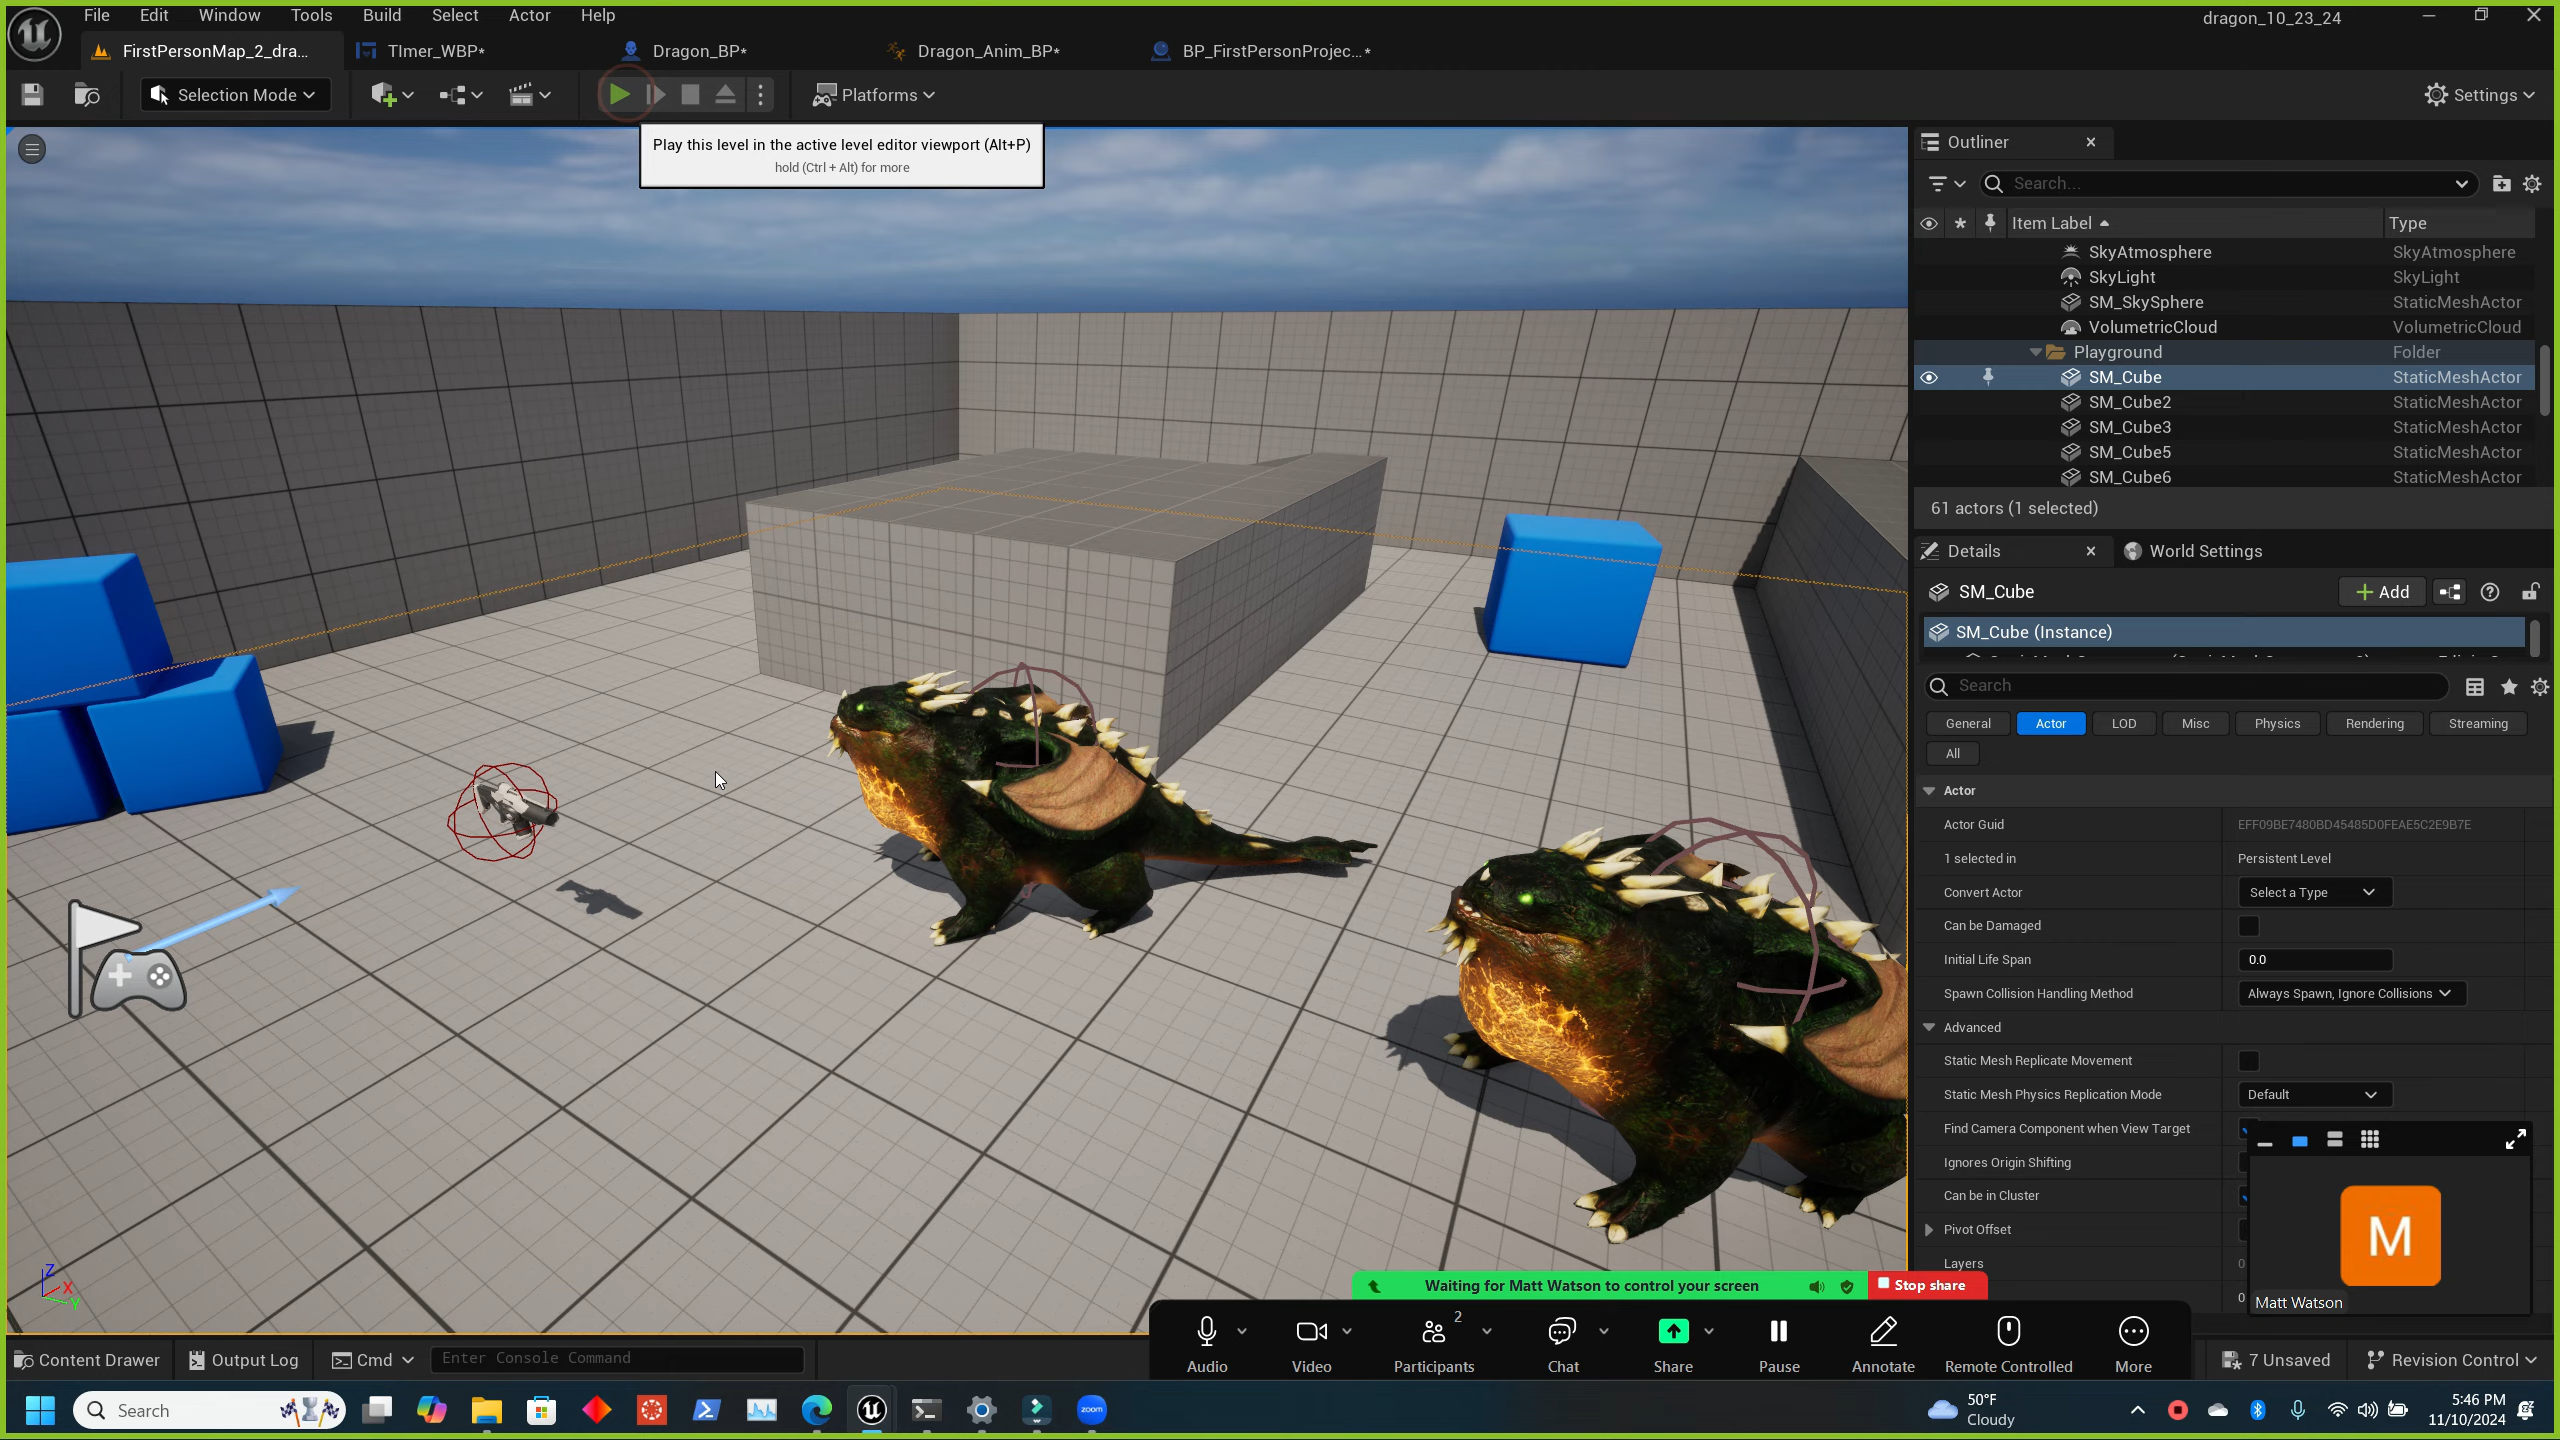 File Edit Window Tools Build Select Actor Help
dragon_10_23_24
FirstPersonMap_2_dra...
TImer_WBP*
Dragon_BP*
Dragon_Anim_BP*
BP_FirstPersonProjec...*
Selection Mode
Platforms
Settings
Play this level in the active level editor viewport (Alt+P)
hold (Ctrl + Alt) for more
Outliner
Search...
Item Label
Type
SkyAtmosphere SkyAtmosphere
SkyLight SkyLight
SM_SkySphere StaticMeshActor
VolumetricCloud VolumetricCloud
Playground Folder
SM_Cube StaticMeshActor
SM_Cube2 StaticMeshActor
SM_Cube3 StaticMeshActor
SM_Cube5 StaticMeshActor
SM_Cube6 StaticMeshActor
61 actors (1 selected)
Details
World Settings
SM_Cube
Add
SM_Cube (Instance)
Search
General Actor LOD Misc Physics Rendering Streaming
All
Actor
Actor Guid EFF09BE7480BD45485D0FEAE5C2E9B7E
1 selected in Persistent Level
Convert Actor Select a Type
Can be Damaged
Initial Life Span 0.0
Spawn Collision Handling Method Always Spawn, Ignore Collisions
Advanced
Static Mesh Replicate Movement
Static Mesh Physics Replication Mode Default
Find Camera Component when View Target
Ignores Origin Shifting
Can be in Cluster
Pivot Offset
Layers 0
0
M
Matt Watson
Z
X
Y
Waiting for Matt Watson to control your screen
Stop share
2
Audio Video Participants Chat Share Pause Annotate Remote Controlled More
Content Drawer
Output Log
Cmd
Enter Console Command
7 Unsaved
Revision Control
Search
zoom
50°F
Cloudy
5:46 PM
11/10/2024